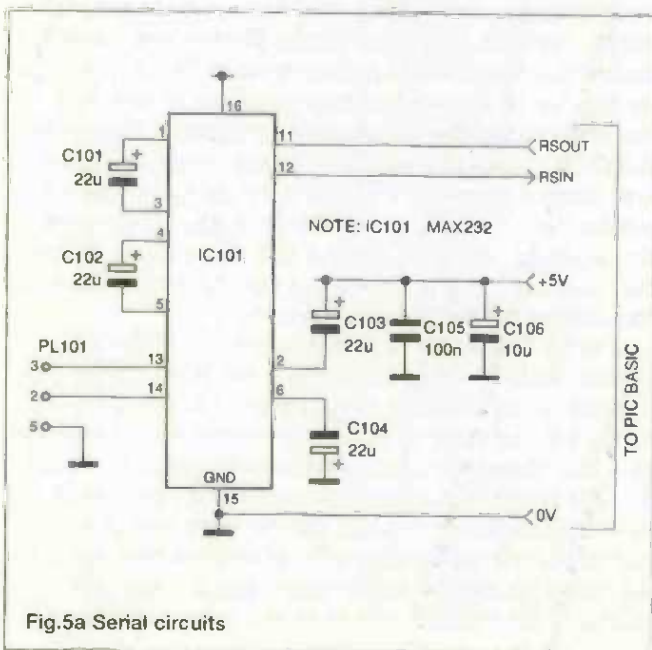 16
1
11
RSOUT
C101
+
22u
12
RSIN
3
NOTE: IC101 MAX232
4
C102
+
22u
IC101
+5V
5
+
C103
22u
C105
100n
+
C106
10u
PL101
3
13
2
2
14
6
5
C104
22u
+
GND
15
0V
TO PIC BASIC
Fig.5a Serial circuits